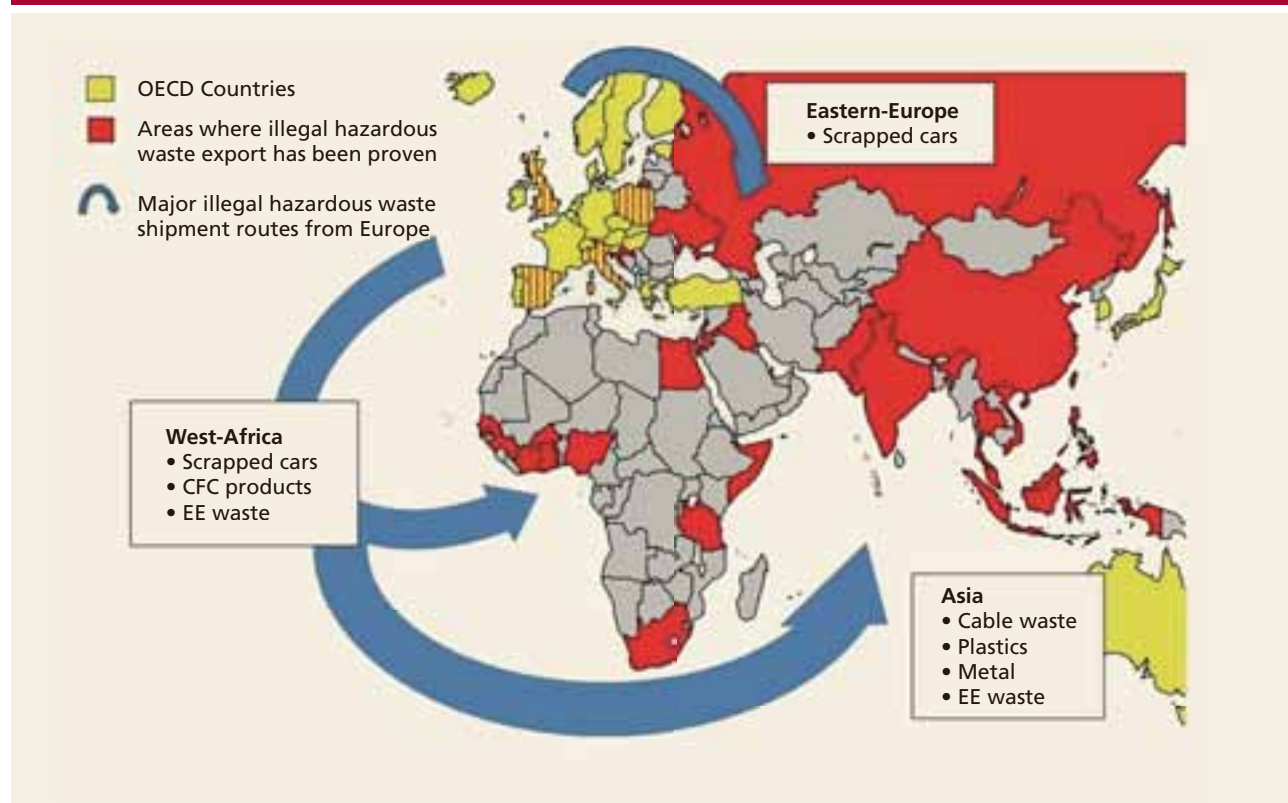 OECD Countries
Areas where illegal hazardous
waste export has been proven
Major illegal hazardous waste
shipment routes from Europe
Eastern-Europe
• Scrapped cars
West-Africa
• Scrapped cars
• CFC products
• EE waste
Asia
• Cable waste
• Plastics
• Metal
• EE waste